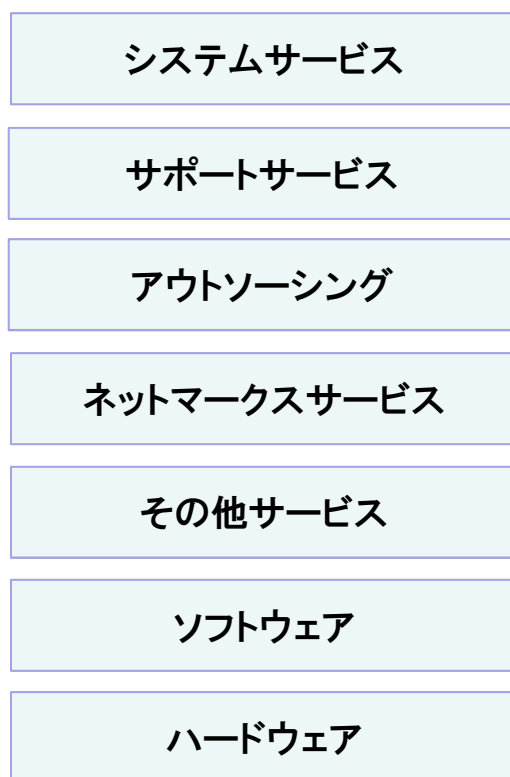 システムサービス
サポートサービス
アウトソーシング
ネットマークスサービス
その他サービス
ソフトウェア
ハードウェア